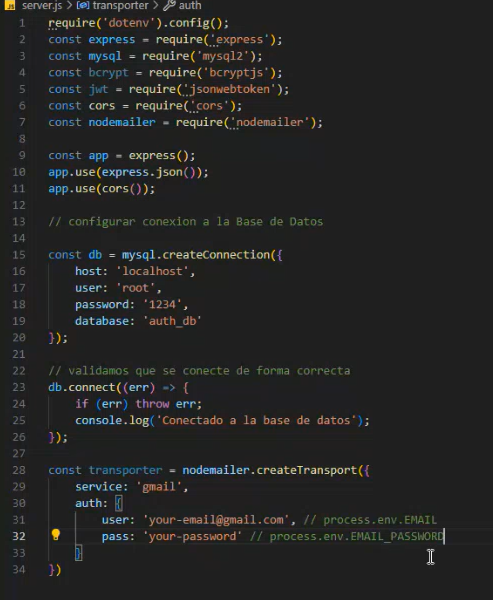 JS server.js > transporter > auth
1 require('dotenv').config();
2 const express = require('express');
3 const mysql = require('mysql2');
4 const bcrypt = require('bcryptjs');
5 const jwt = require('jsonwebtoken');
6 const cors = require('cors');
7 const nodemailer = require('nodemailer');
8
9 const app = express();
10 app.use(express.json());
11 app.use(cors());
12
13 // configurar conexion a la Base de Datos
14
15 const db = mysql.createConnection({
16 host: 'localhost',
17 user: 'root',
18 password: '1234',
19 database: 'auth_db'
20 });
21
22 // validamos que se conecte de forma correcta
23 db.connect((err) => {
24 if (err) throw err;
25 console.log('Conectado a la base de datos');
26 });
27
28 const transporter = nodemailer.createTransport({
29 service: 'gmail',
30 auth: {
31 user: 'your-email@gmail.com', // process.env.EMAIL
32 pass: 'your-password' // process.env.EMAIL_PASSWORD
33 }
34 })